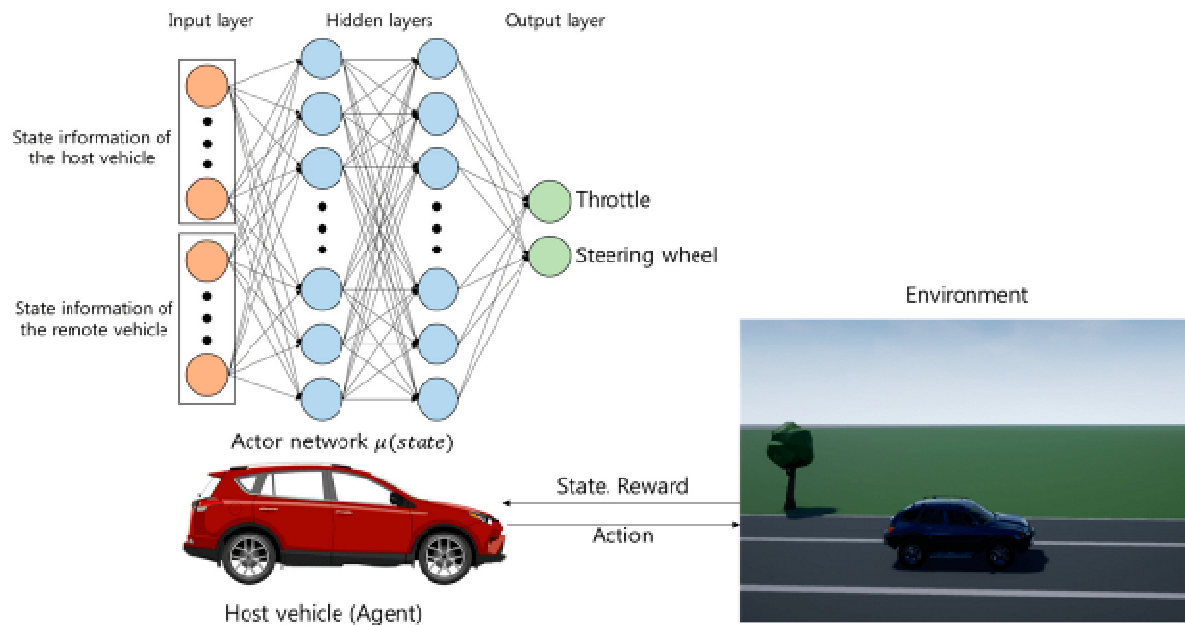 Input layer
Hidden layers
Output layer
State information of
the host vehicle
Throttle
Steering wheel
State information of
the remote vehicle
Environment
Actor network μ(state)
State. Reward
Action
Host vehicle (Agent)